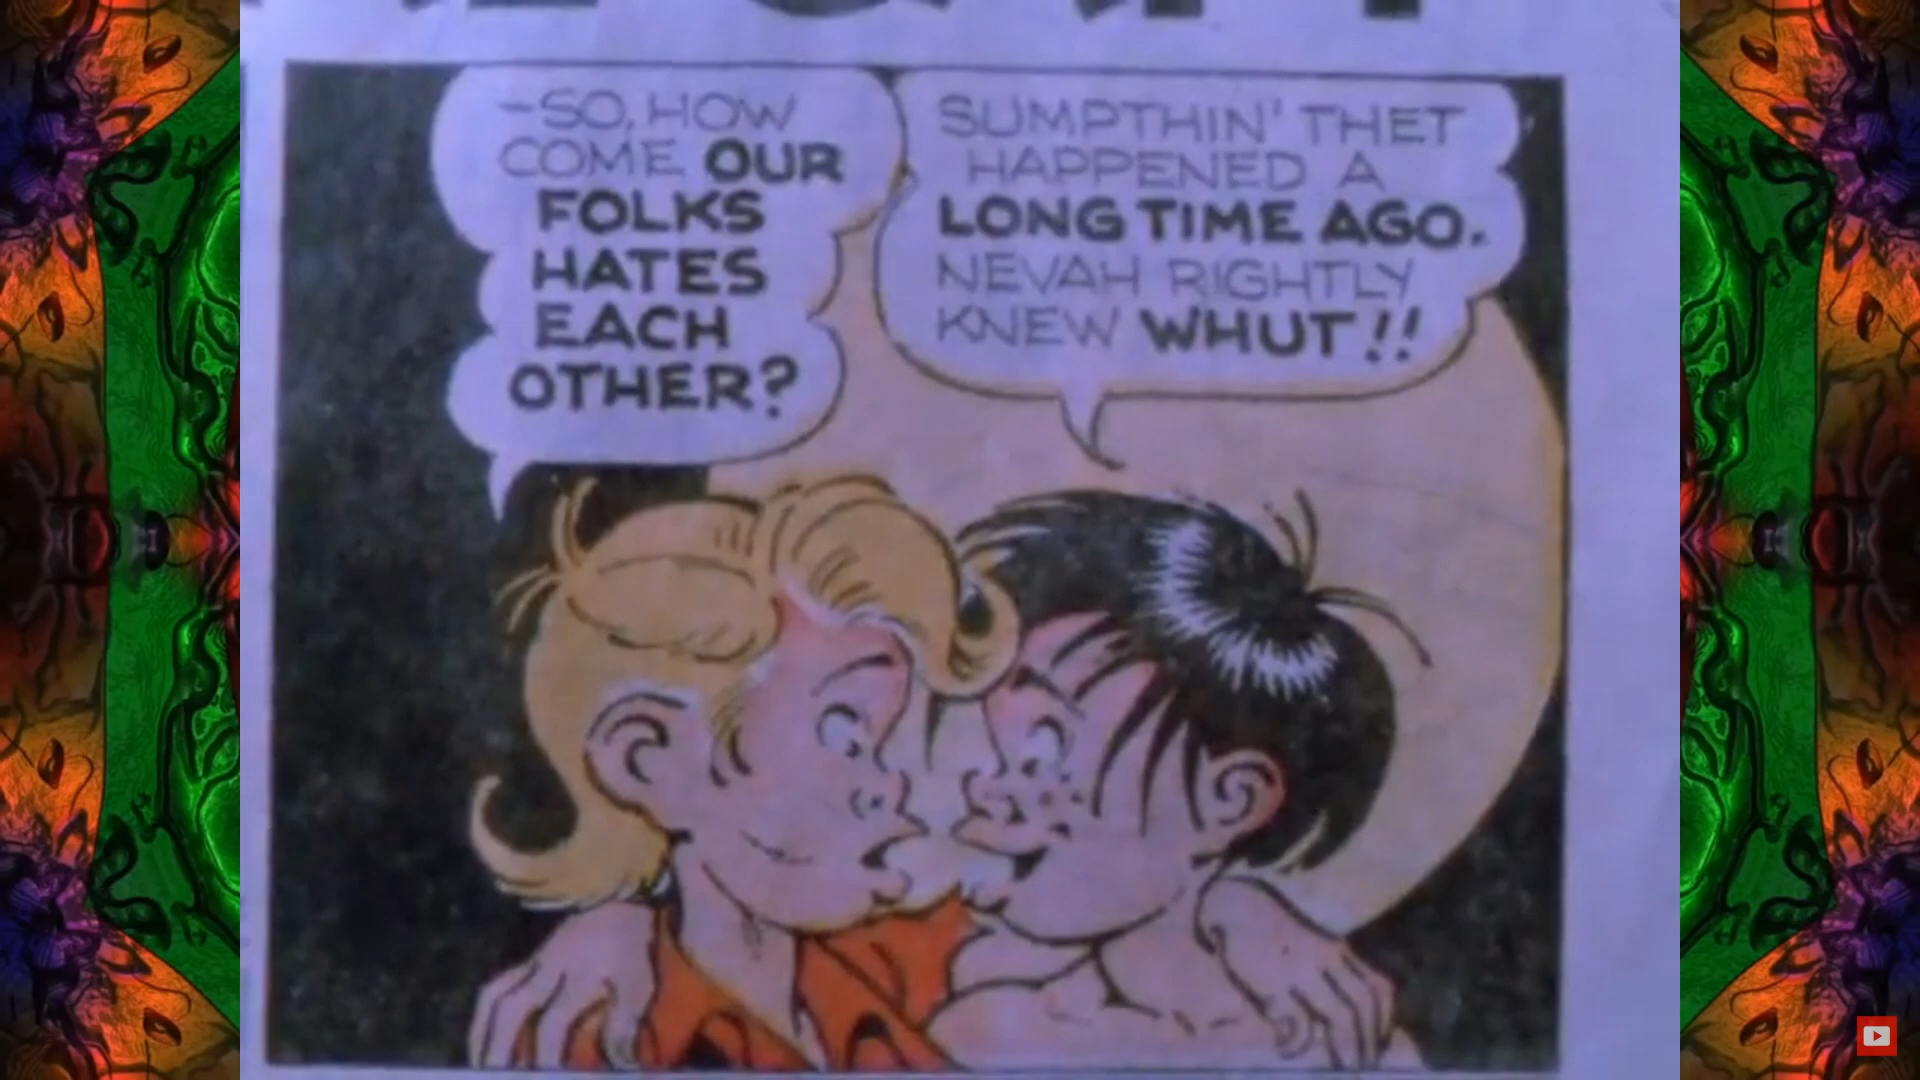 -SO, HOW
COME OUR
FOLKS
HATES
EACH
OTHER?
SUMPTHIN' THET
HAPPENED A
LONG TIME AGO.
NEVAH RIGHTLY
KNEW WHUT!!